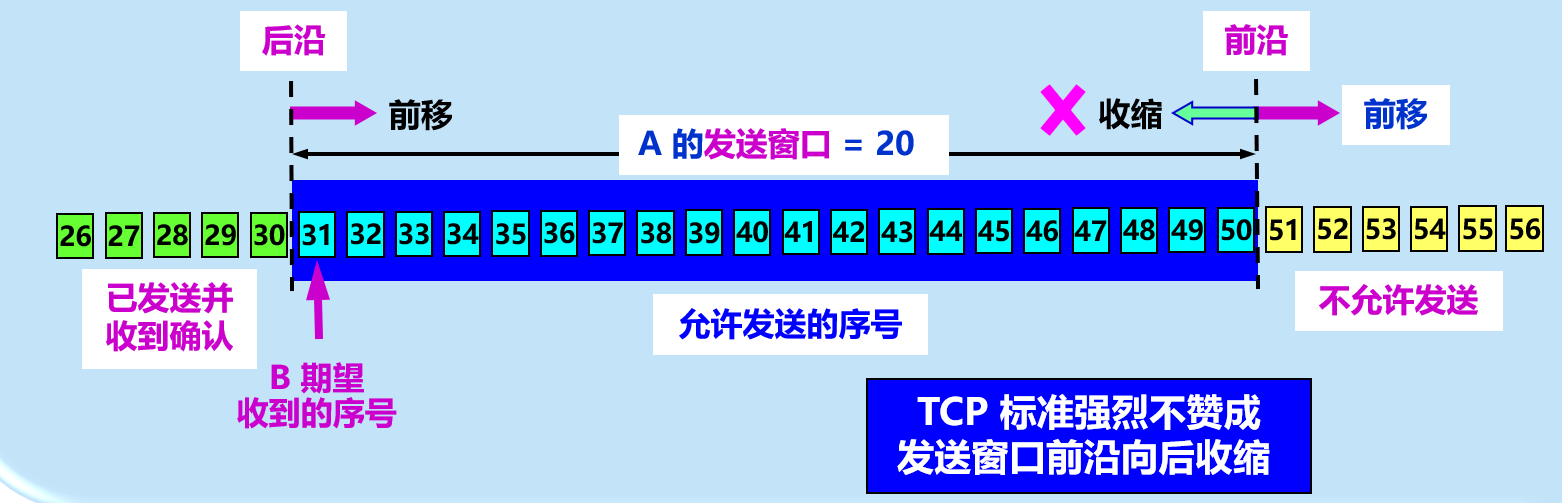 后沿
前沿
前移
收缩
前移
A 的发送窗口 = 20
26 27 28 29 30 31 32 33 34 35 36 37 38 39 40 41 42 43 44 45 46 47 48 49 50 51 52 53 54 55 56
已发送并
收到确认
允许发送的序号
不允许发送
B 期望
收到的序号
TCP 标准强烈不赞成
发送窗口前沿向后收缩